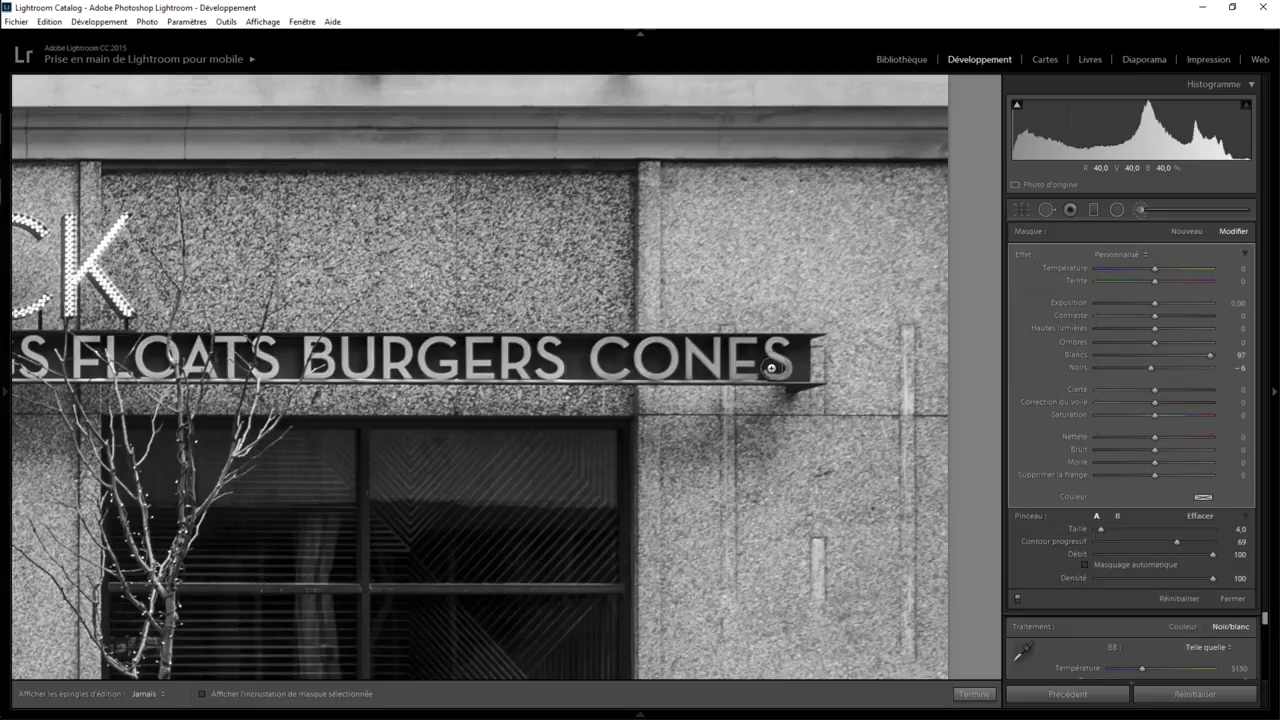 Lightroom Catalog - Adobe Photoshop Lightroom - Développement
Fichier Edition Développement Photo Paramètres Outils Affichage Fenêtre Aide
Lr
Adobe Lightroom CC 2015
Prise en main de Lightroom pour mobile
Bibliothèque | Développement | Cartes | Livres | Diaporama | Impression | Web
Histogramme
R 40,0 V 40,0 B 40,0 %
Photo d'origine
Masque : Nouveau Modifier
Effet : Personnalisé
Température 0
Teinte 0
Exposition 0,00
Contraste 0
Hautes lumières 0
Ombres 0
Blancs 97
Noirs – 6
Clarté 0
Correction du voile 0
Saturation 0
Netteté 0
Bruit 0
Moiré 0
Supprimer la frange 0
Couleur
Pinceau : A B Effacer
Taille 4,0
Contour progressif 69
Débit 100
Masquage automatique
Densité 100
Réinitialiser Fermer
Traitement : Couleur Noir/blanc
BB : Telle quelle
Température 5150
Précédent Réinitialiser
CK
S FLOATS BURGERS CONES
Afficher les épingles d'édition : Jamais Afficher l'incrustation de masque sélectionnée Terminé